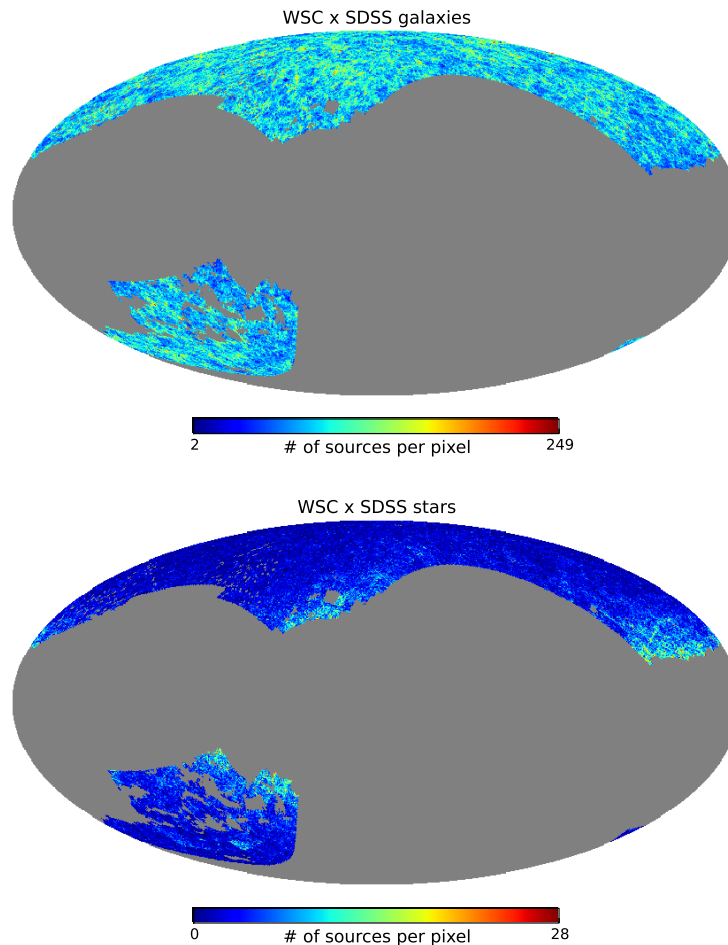 WSC x SDSS galaxies
2 # of sources per pixel 249
WSC x SDSS stars
0 # of sources per pixel 28